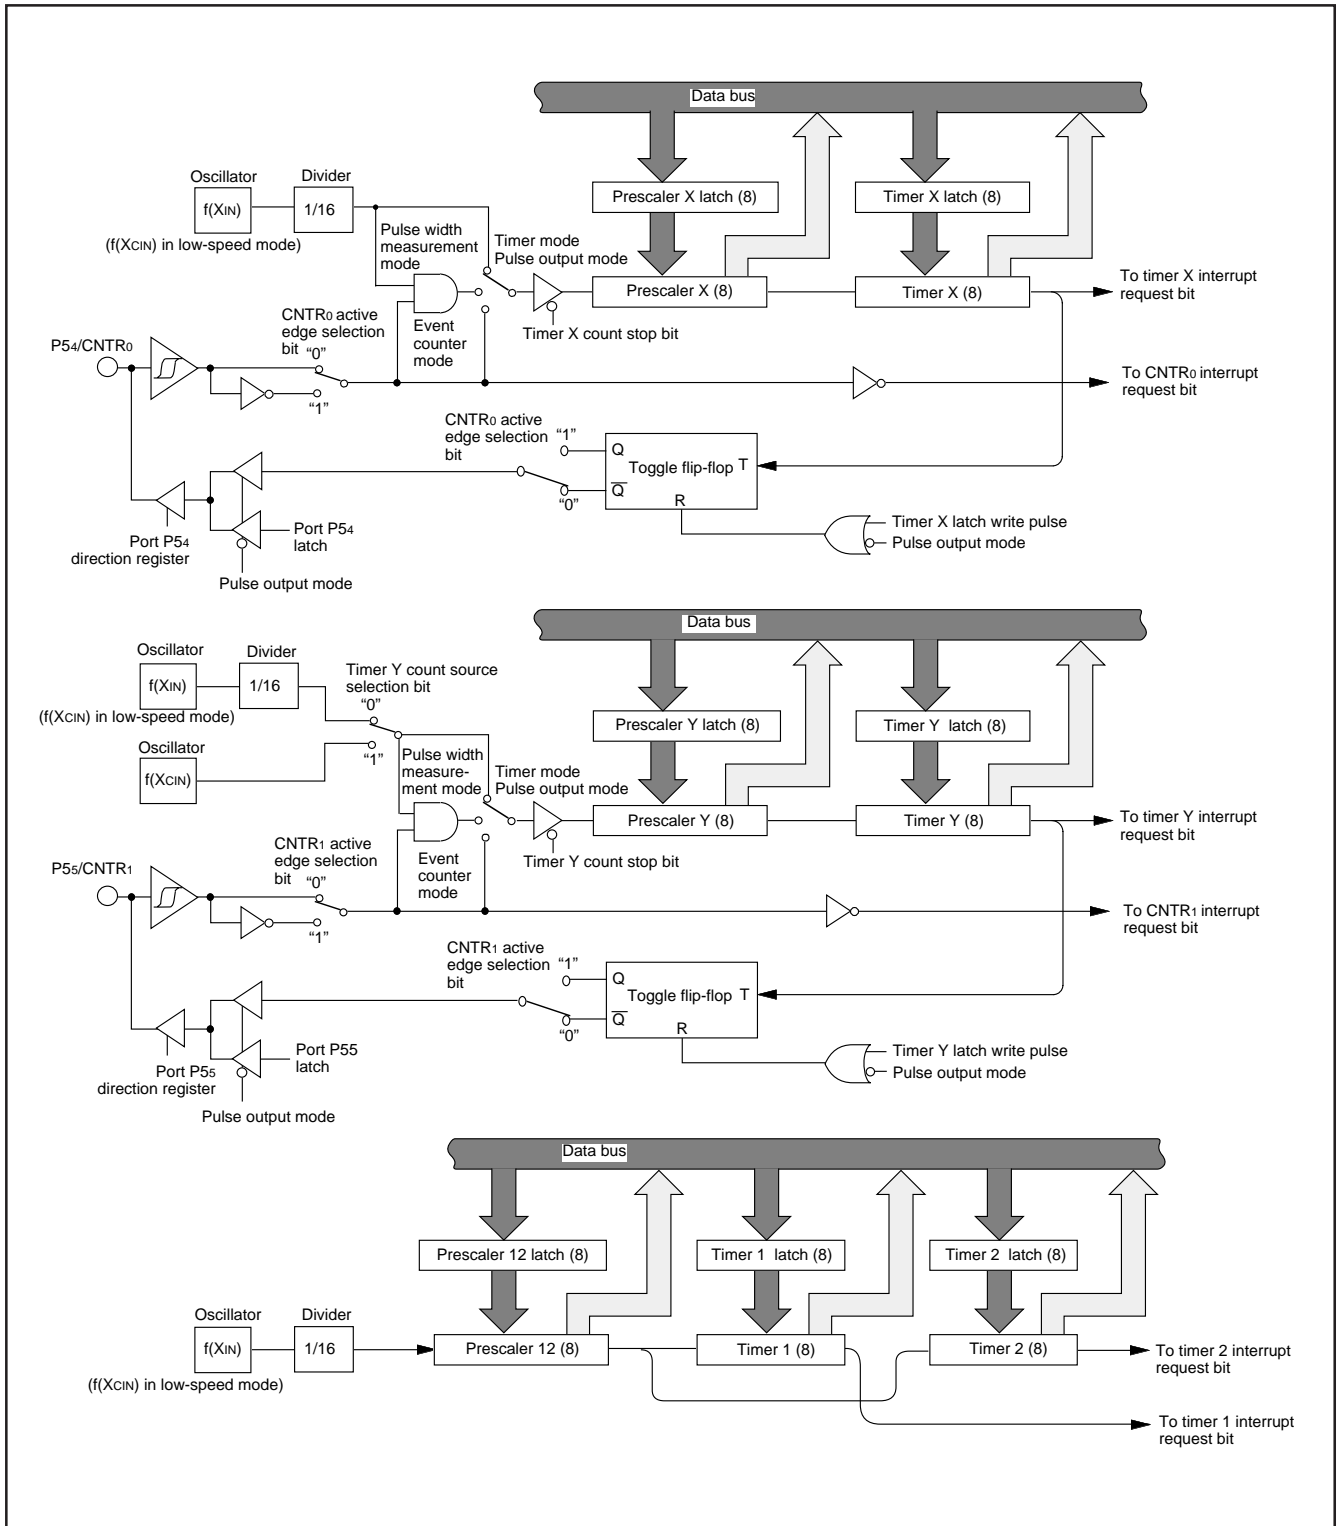 Data bus
Oscillator
Divider
f(XIN)
1/16
(f(XCIN) in low-speed mode)
Prescaler X latch (8)
Timer X latch (8)
Pulse width
measurement
mode
Timer mode
Pulse output mode
Prescaler X (8)
Timer X (8)
To timer X interrupt
request bit
Timer X count stop bit
CNTR0 active
edge selection
bit
“0”
Event
counter
mode
P54/CNTR0
“1”
To CNTR0 interrupt
request bit
CNTR0 active
edge selection
bit
“1”
Q
Toggle flip-flop
T
Q
“0”
R
Timer X latch write pulse
Pulse output mode
Port P54
latch
Port P54
direction register
Pulse output mode
Data bus
Oscillator
Divider
f(XIN)
1/16
(f(XCIN) in low-speed mode)
Timer Y count source
selection bit
“0”
Oscillator
f(XCIN)
“1”
Prescaler Y latch (8)
Timer Y latch (8)
Pulse width
measure-
ment mode
Timer mode
Pulse output mode
Prescaler Y (8)
Timer Y (8)
To timer Y interrupt
request bit
Timer Y count stop bit
CNTR1 active
edge selection
bit
“0”
Event
counter
mode
P55/CNTR1
“1”
To CNTR1 interrupt
request bit
CNTR1 active
edge selection
bit
“1”
Q
Toggle flip-flop
T
Q
“0”
R
Timer Y latch write pulse
Pulse output mode
Port P55
latch
Port P55
direction register
Pulse output mode
Data bus
Prescaler 12 latch (8)
Timer 1 latch (8)
Timer 2 latch (8)
Oscillator
Divider
f(XIN)
1/16
(f(XCIN) in low-speed mode)
Prescaler 12 (8)
Timer 1 (8)
Timer 2 (8)
To timer 2 interrupt
request bit
To timer 1 interrupt
request bit